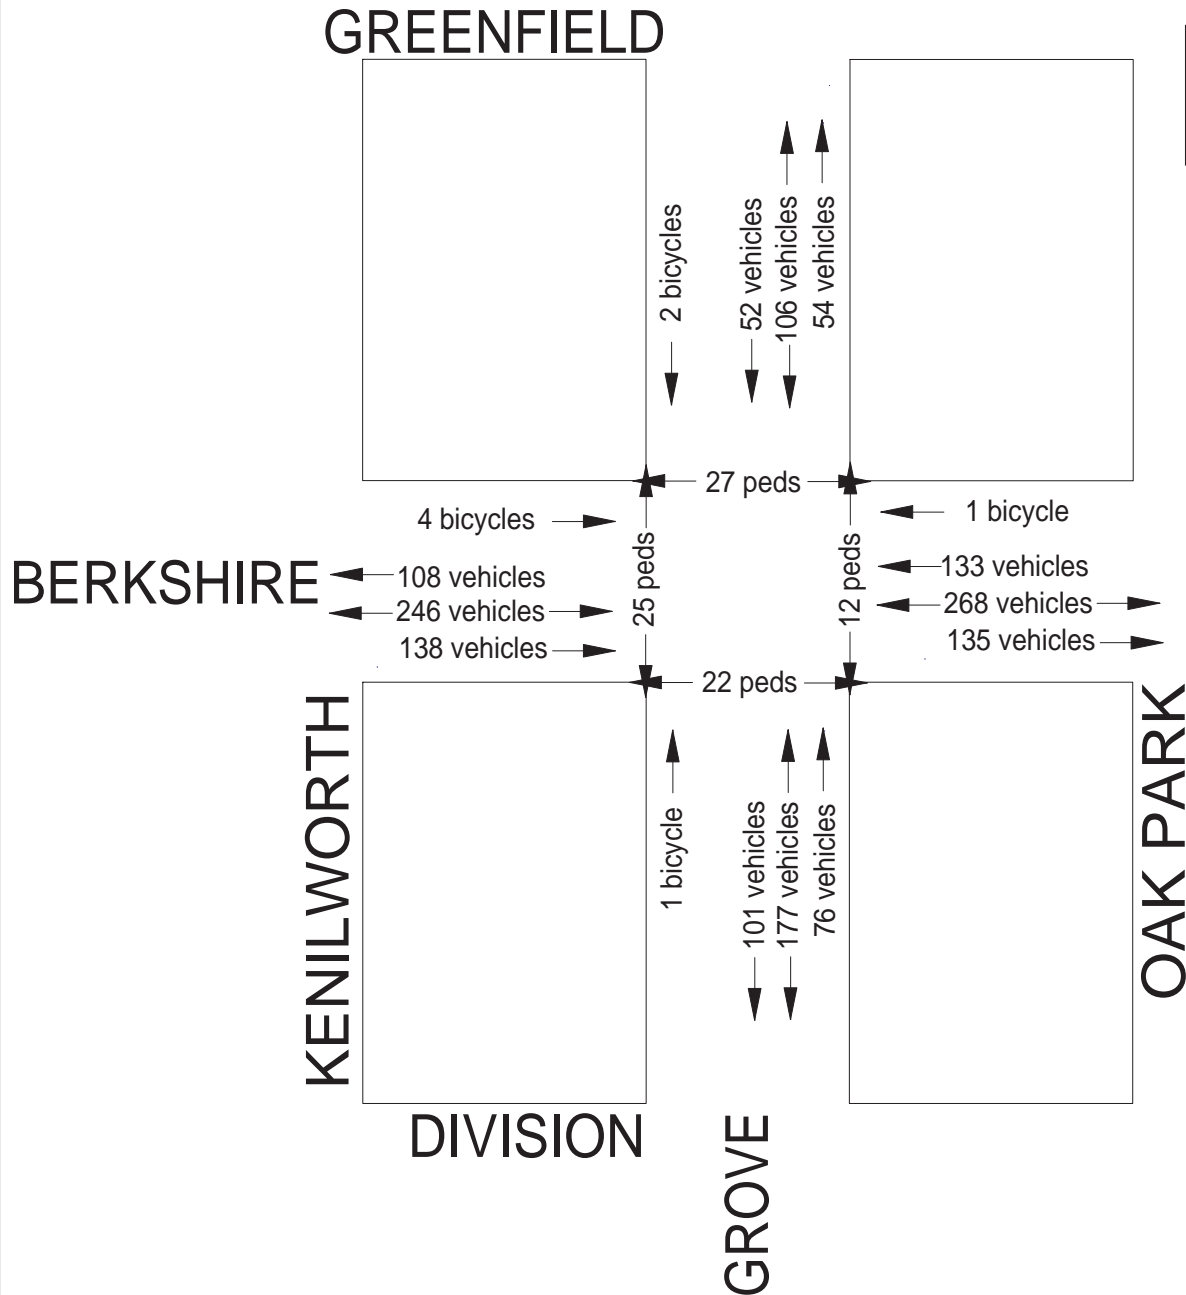 GREENFIELD
2 bicycles
52 vehicles
106 vehicles
54 vehicles
27 peds
4 bicycles
1 bicycle
25 peds
12 peds
BERKSHIRE
108 vehicles
133 vehicles
246 vehicles
268 vehicles
138 vehicles
135 vehicles
22 peds
KENILWORTH
OAK PARK
1 bicycle
101 vehicles
177 vehicles
76 vehicles
DIVISION
GROVE